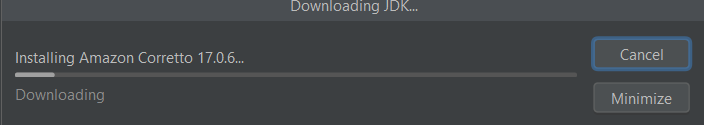 Downloading JDK...
Installing Amazon Corretto 17.0.6...
Cancel
Downloading
Minimize